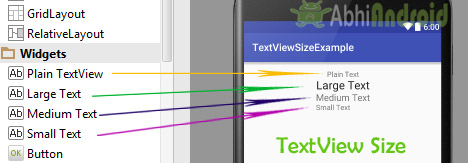 GridLayout
RelativeLayout
Widgets
Ab Plain TextView
Ab Large Text
Ab Medium Text
Ab Small Text
OK Button
AbhiAndroid
6:00
TextViewSizeExample
Plain Text
Large Text
Medium Text
Small Text
TextView Size